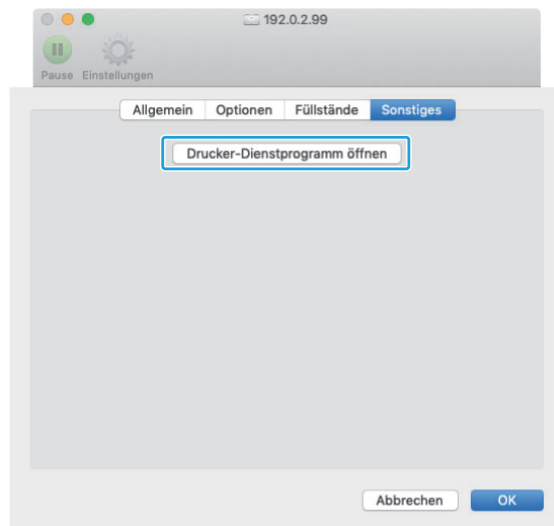 192.0.2.99
Pause Einstellungen
Allgemein Optionen Füllstände Sonstiges
Drucker-Dienstprogramm öffnen
Abbrechen OK